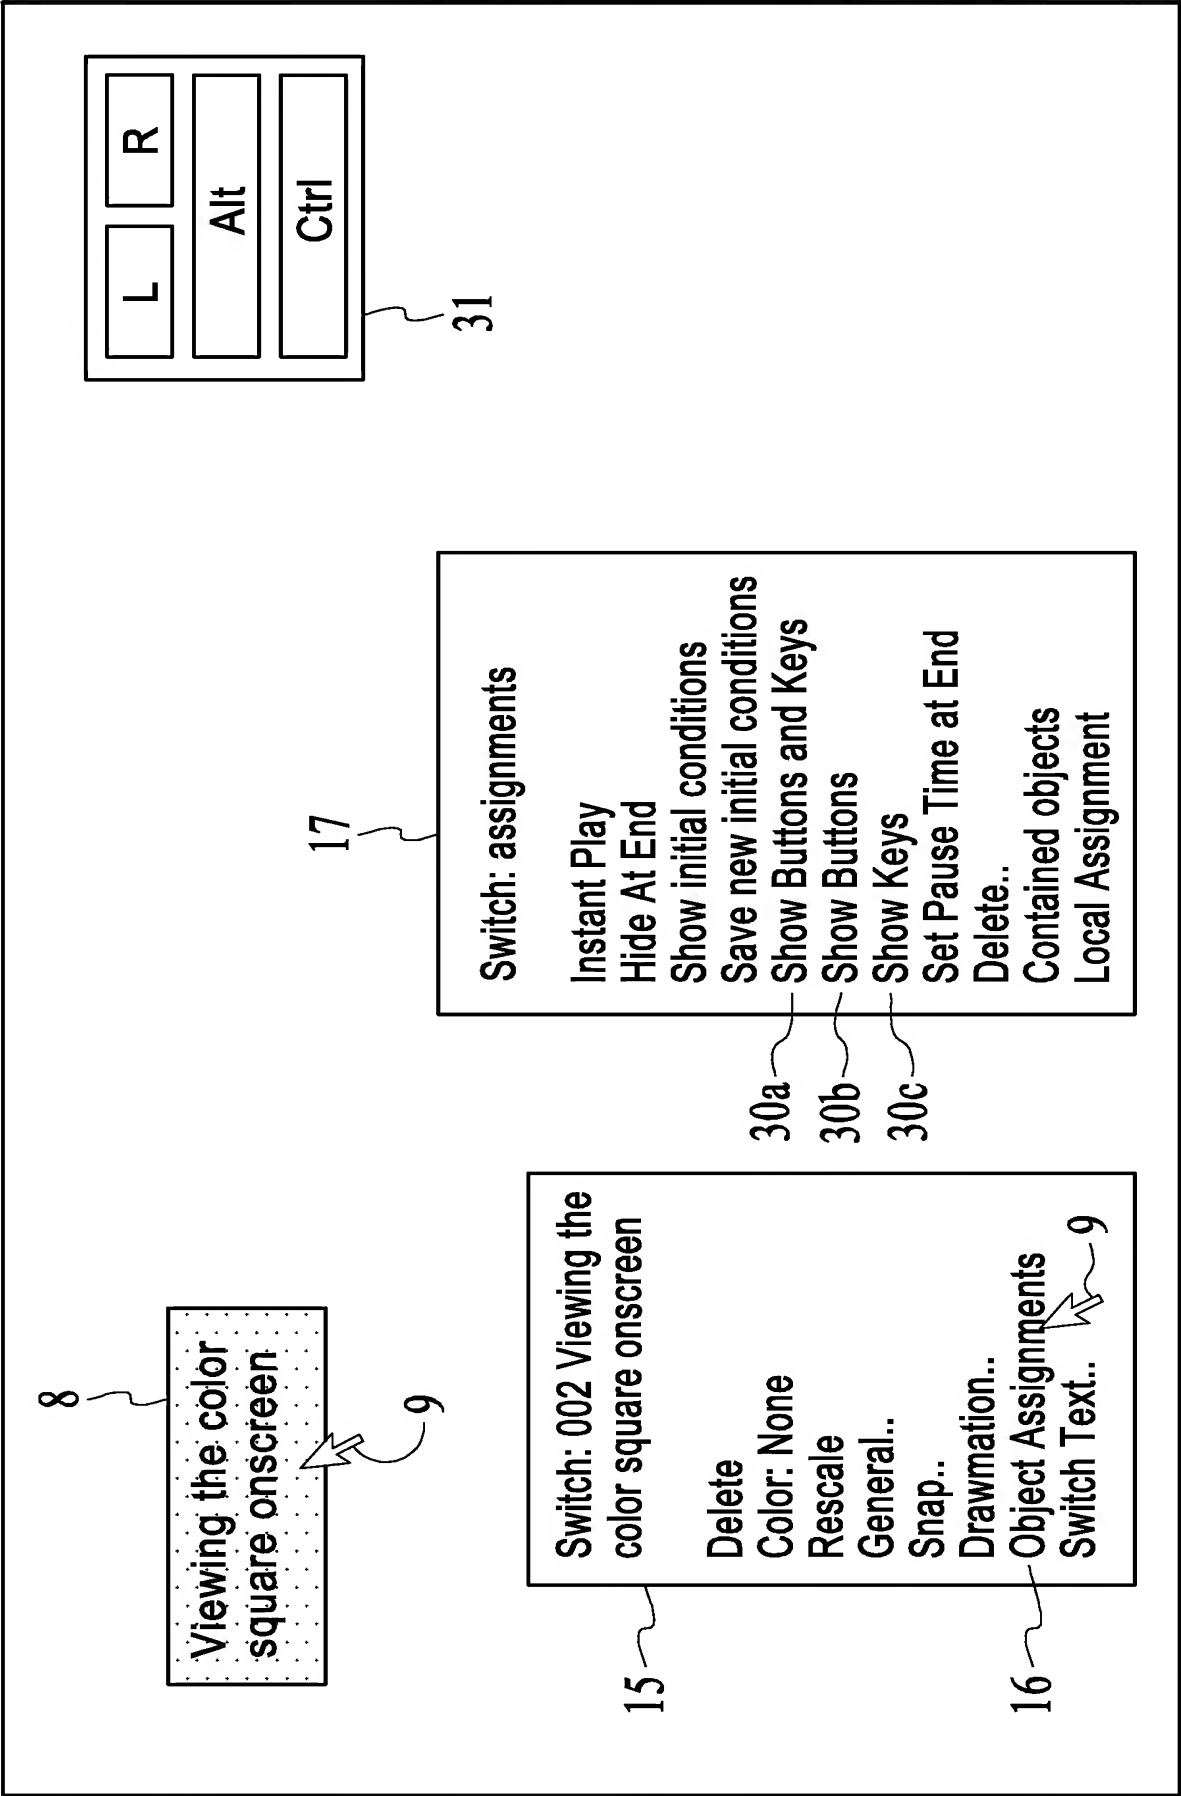 8
Viewing the color
square onscreen
9
15
Switch: 002 Viewing the
color square onscreen
Delete
Color: None
Rescale
General..
Snap..
Drawmation..
16
Object Assignments
Switch Text..
9
17
Switch: assignments
Instant Play
Hide At End
Show initial conditions
Save new initial conditions
30a
Show Buttons and Keys
30b
Show Buttons
30c
Show Keys
Set Pause Time at End
Delete..
Contained objects
Local Assignment
L
R
Alt
Ctrl
31